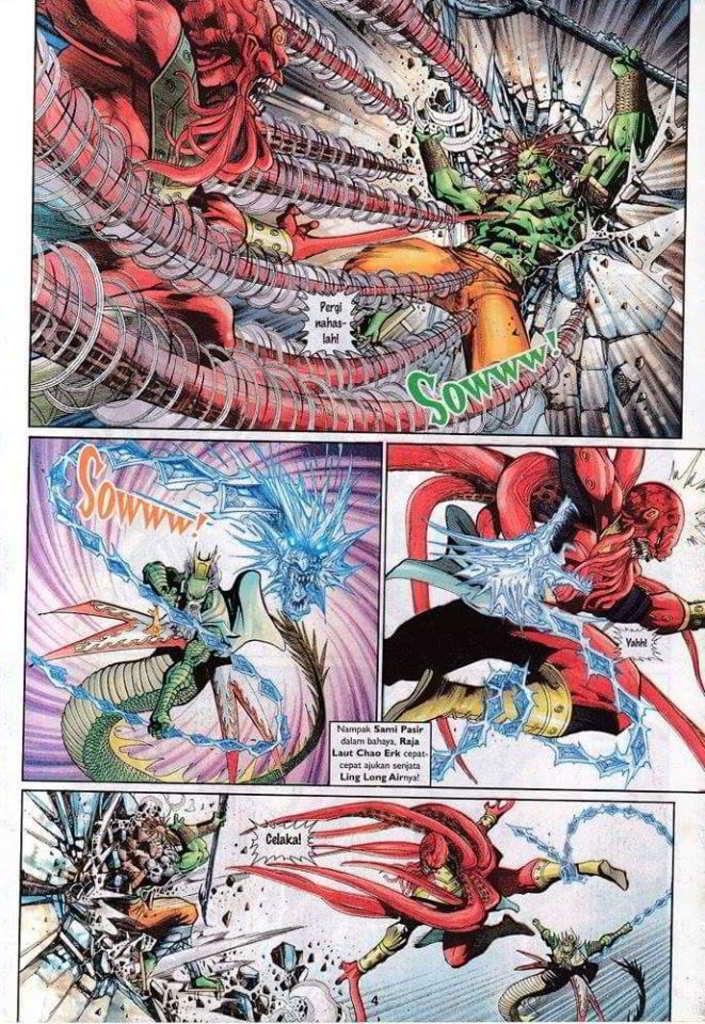 Pergi
nahas-
lah!
Sowww!
Sowww!
Yahh!
Nampak Sami Pasir
dalam bahaya, Raja
Laut Chao Erk cepat-
cepat ajukan senjata
Ling Long Airnya!
Celaka!
4